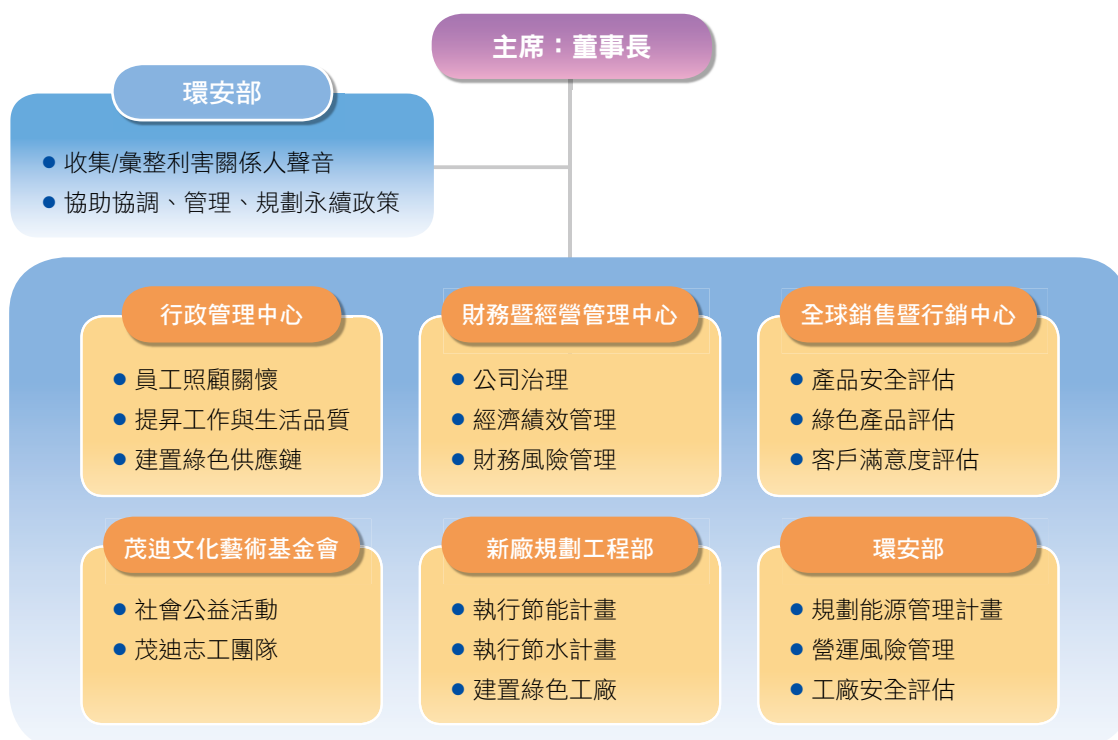 主席：董事長
環安部
收集/彙整利害關係人聲音
協助協調、管理、規劃永續政策
行政管理中心
員工照顧關懷
提昇工作與生活品質
建置綠色供應鏈
財務暨經營管理中心
公司治理
經濟績效管理
財務風險管理
全球銷售暨行銷中心
產品安全評估
綠色產品評估
客戶滿意度評估
茂迪文化藝術基金會
社會公益活動
茂迪志工團隊
新廠規劃工程部
執行節能計畫
執行節水計畫
建置綠色工廠
環安部
規劃能源管理計畫
營運風險管理
工廠安全評估